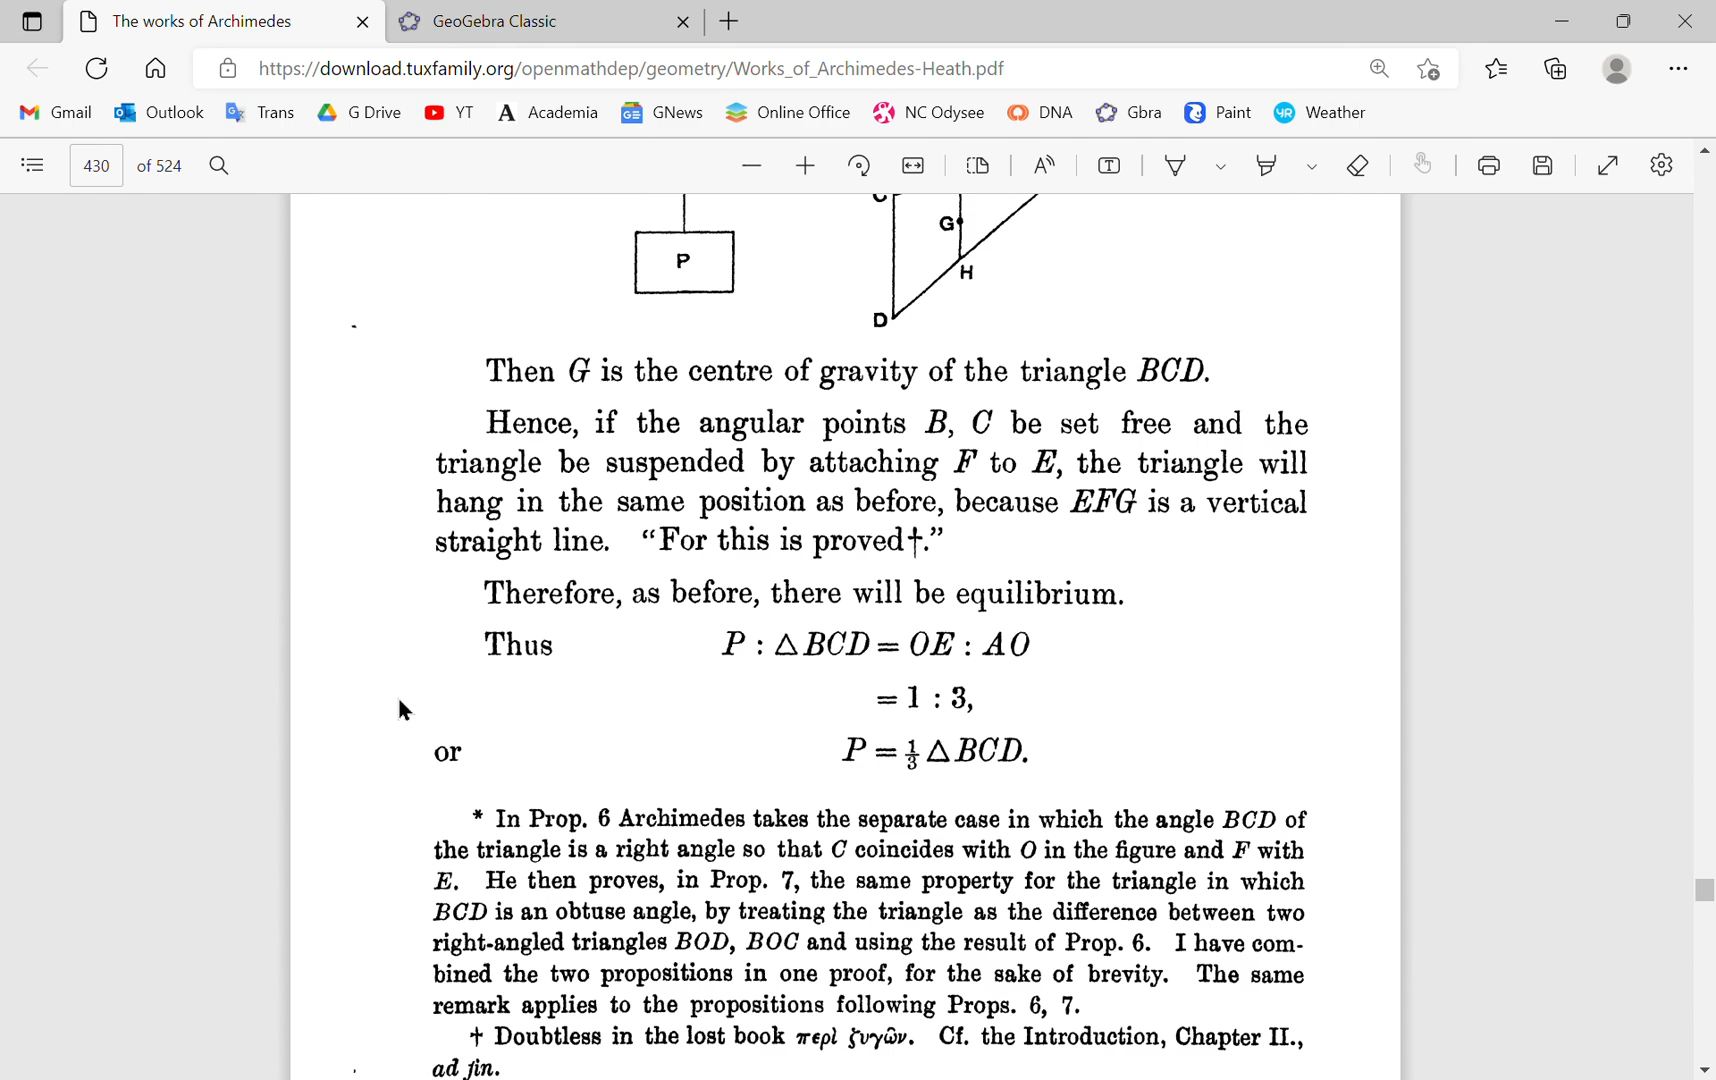 The works of Archimedes
GeoGebra Classic
https://download.tuxfamily.org/openmathdep/geometry/Works_of_Archimedes-Heath.pdf
Gmail Outlook Trans G Drive YT Academia GNews Online Office NC Odysee DNA Gbra Paint Weather
430 of 524
C
G
P
H
D
Then G is the centre of gravity of the triangle BCD.
Hence, if the angular points B, C be set free and the
triangle be suspended by attaching F to E, the triangle will
hang in the same position as before, because EFG is a vertical
straight line. “For this is proved†.”
Therefore, as before, there will be equilibrium.
Thus P : △BCD = OE : AO
= 1 : 3,
or P = ⅓ △BCD.
* In Prop. 6 Archimedes takes the separate case in which the angle BCD of
the triangle is a right angle so that C coincides with O in the figure and F with
E. He then proves, in Prop. 7, the same property for the triangle in which
BCD is an obtuse angle, by treating the triangle as the difference between two
right-angled triangles BOD, BOC and using the result of Prop. 6. I have com-
bined the two propositions in one proof, for the sake of brevity. The same
remark applies to the propositions following Props. 6, 7.
† Doubtless in the lost book περὶ ζυγῶν. Cf. the Introduction, Chapter II.,
ad fin.